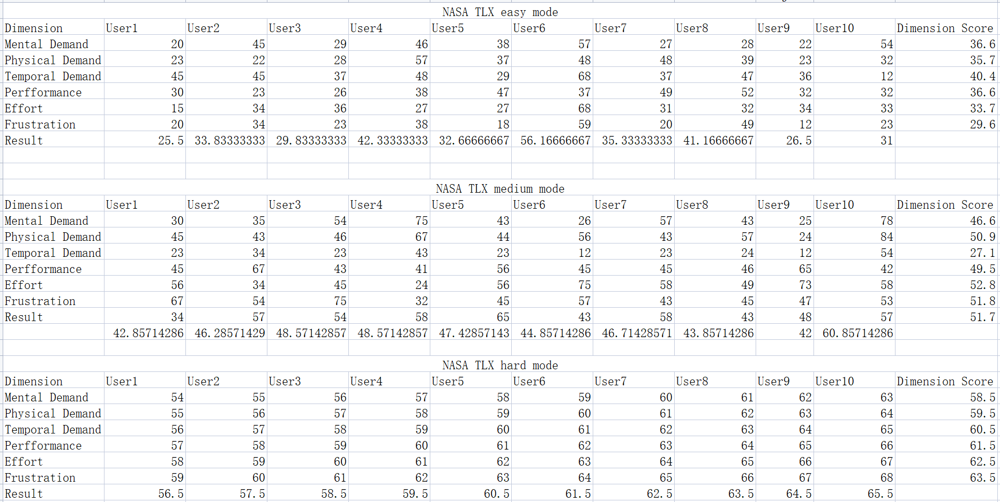 NASA TLX easy mode
Dimension User1 User2 User3 User4 User5 User6 User7 User8 User9 User10 Dimension Score
Mental Demand 20 45 29 46 38 57 27 28 22 54 36.6
Physical Demand 23 22 28 57 37 48 48 39 23 32 35.7
Temporal Demand 45 45 37 48 29 68 37 47 36 12 40.4
Perfformance 30 23 26 38 47 37 49 52 32 32 36.6
Effort 15 34 36 27 27 68 31 32 34 33 33.7
Frustration 20 34 23 38 18 59 20 49 12 23 29.6
Result 25.5 33.83333333 29.83333333 42.33333333 32.66666667 56.16666667 35.33333333 41.16666667 26.5 31
NASA TLX medium mode
Dimension User1 User2 User3 User4 User5 User6 User7 User8 User9 User10 Dimension Score
Mental Demand 30 35 54 75 43 26 57 43 25 78 46.6
Physical Demand 45 43 46 67 44 56 43 57 24 84 50.9
Temporal Demand 23 34 23 43 23 12 23 24 12 54 27.1
Perfformance 45 67 43 41 56 45 45 46 65 42 49.5
Effort 56 34 45 24 56 75 58 49 73 58 52.8
Frustration 67 54 75 32 45 57 43 45 47 53 51.8
Result 34 57 54 58 65 43 58 43 48 57 51.7
42.85714286 46.28571429 48.57142857 48.57142857 47.42857143 44.85714286 46.71428571 43.85714286 42 60.85714286
NASA TLX hard mode
Dimension User1 User2 User3 User4 User5 User6 User7 User8 User9 User10 Dimension Score
Mental Demand 54 55 56 57 58 59 60 61 62 63 58.5
Physical Demand 55 56 57 58 59 60 61 62 63 64 59.5
Temporal Demand 56 57 58 59 60 61 62 63 64 65 60.5
Perfformance 57 58 59 60 61 62 63 64 65 66 61.5
Effort 58 59 60 61 62 63 64 65 66 67 62.5
Frustration 59 60 61 62 63 64 65 66 67 68 63.5
Result 56.5 57.5 58.5 59.5 60.5 61.5 62.5 63.5 64.5 65.5